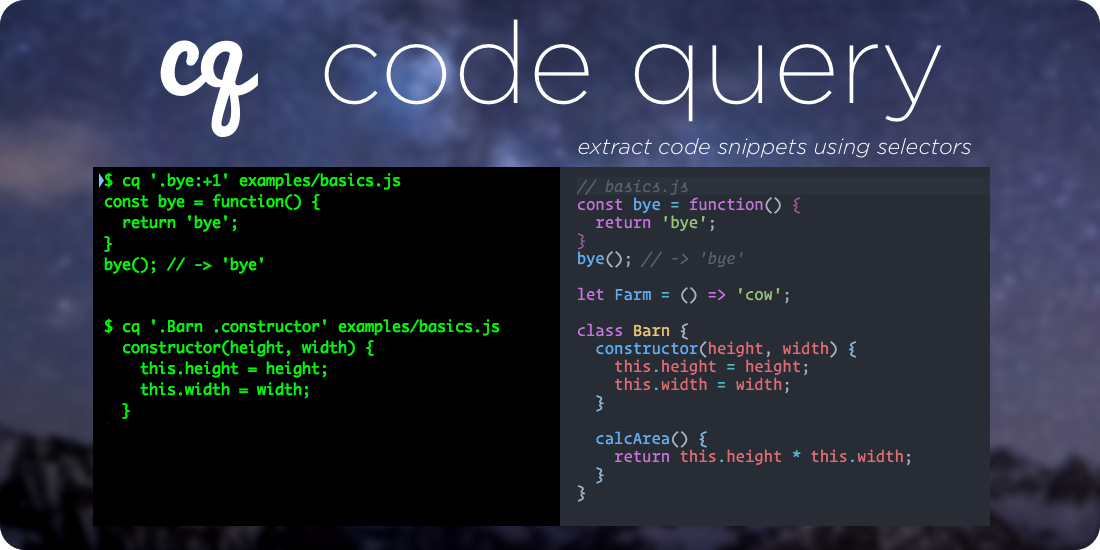 cq code query
extract code snippets using selectors
$ cq '.bye:+1' examples/basics.js
const bye = function() {
  return 'bye';
}
bye(); // -> 'bye'
$ cq '.Barn .constructor' examples/basics.js
  constructor(height, width) {
    this.height = height;
    this.width = width;
  }
// basics.js
const bye = function() {
  return 'bye';
}
bye(); // -> 'bye'
let Farm = () => 'cow';
class Barn {
  constructor(height, width) {
    this.height = height;
    this.width = width;
  }
  calcArea() {
    return this.height * this.width;
  }
}